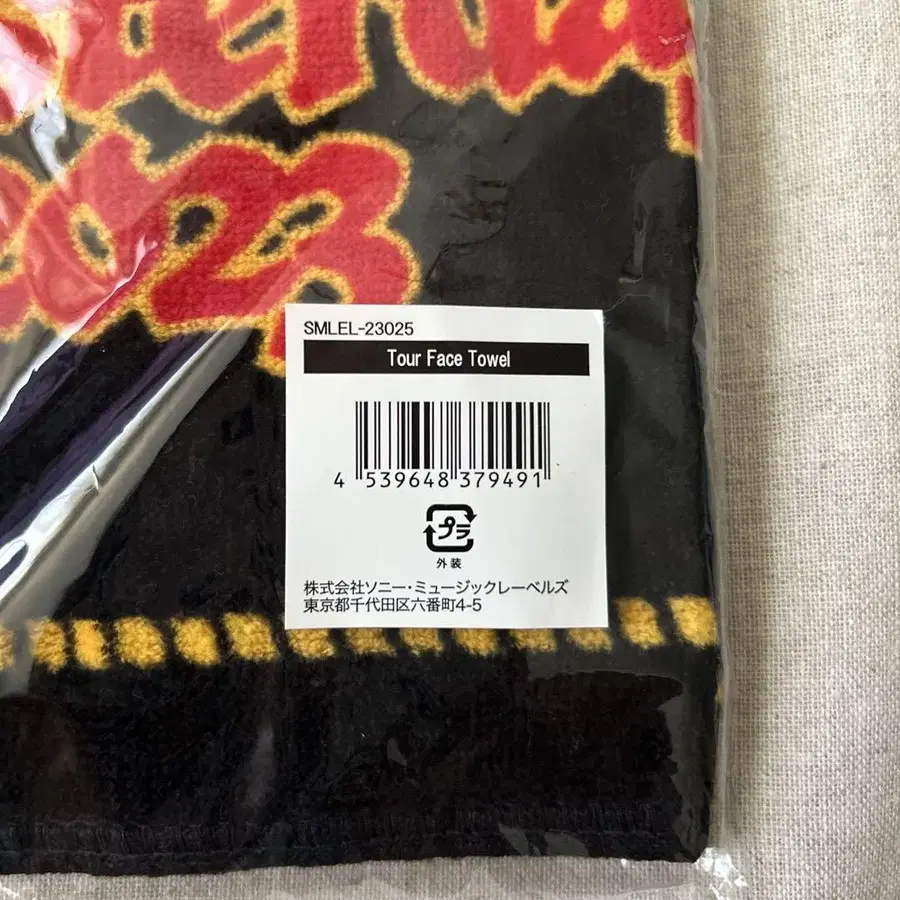 2023
SMLEL-23025
Tour Face Towel
4 539648 379491
プラ
外装
株式会社ソニー・ミュージックレーベルズ
東京都千代田区六番町4-5